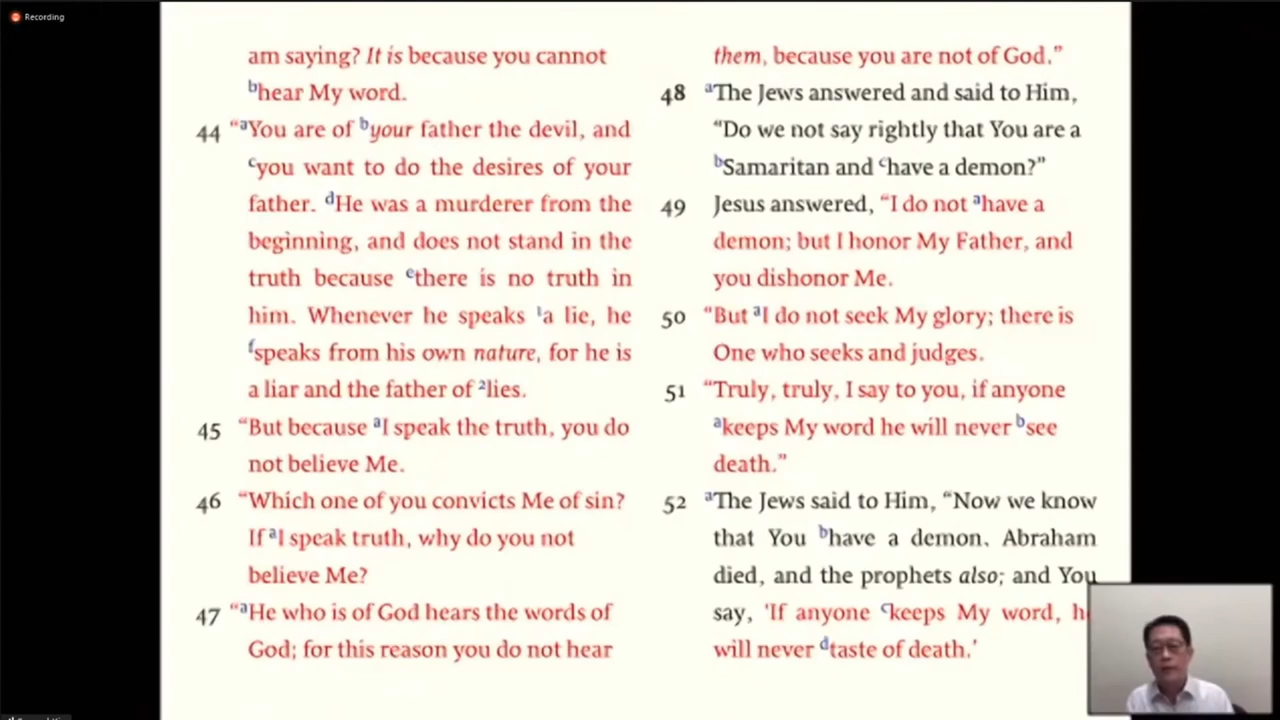 Recording
am saying? It is because you cannot
bhear My word.
44 “aYou are of byour father the devil, and
cyou want to do the desires of your
father. dHe was a murderer from the
beginning, and does not stand in the
truth because ethere is no truth in
him. Whenever he speaks 1a lie, he
fspeaks from his own nature, for he is
a liar and the father of 2lies.
45 “But because aI speak the truth, you do
not believe Me.
46 “Which one of you convicts Me of sin?
If aI speak truth, why do you not
believe Me?
47 “aHe who is of God hears the words of
God; for this reason you do not hear
them, because you are not of God.”
48 aThe Jews answered and said to Him,
“Do we not say rightly that You are a
bSamaritan and chave a demon?”
49 Jesus answered, “I do not ahave a
demon; but I honor My Father, and
you dishonor Me.
50 “But aI do not seek My glory; there is
One who seeks and judges.
51 “Truly, truly, I say to you, if anyone
akeeps My word he will never bsee
death.”
52 aThe Jews said to Him, “Now we know
that You bhave a demon. Abraham
died, and the prophets also; and You
say, ‘If anyone ckeeps My word, h
will never dtaste of death.’